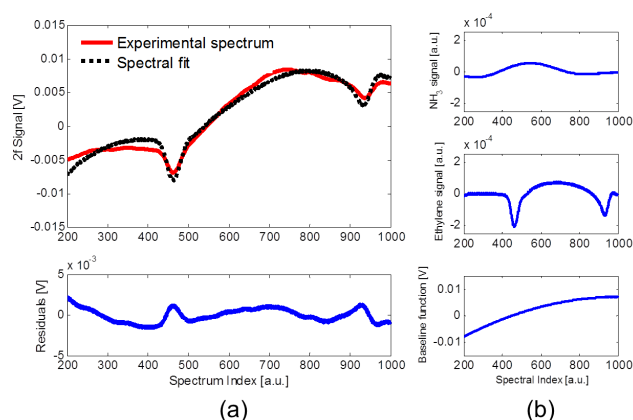 0.015
0.01
0.005
0
-0.005
-0.01
-0.015
2f Signal [V]
Experimental spectrum
Spectral fit
200 300 400 500 600 700 800 900 1000
x 10^-3
5
0
-5
Residuals [V]
200 300 400 500 600 700 800 900 1000
Spectrum Index [a.u.]
(a)
x 10^-4
2
0
-2
NH3 signal [a.u.]
200 400 600 800 1000
x 10^-4
2
0
-2
Ethylene signal [a.u.]
200 400 600 800 1000
0.01
0
-0.01
Baseline function [V]
200 400 600 800 1000
Spectral Index [a.u.]
(b)